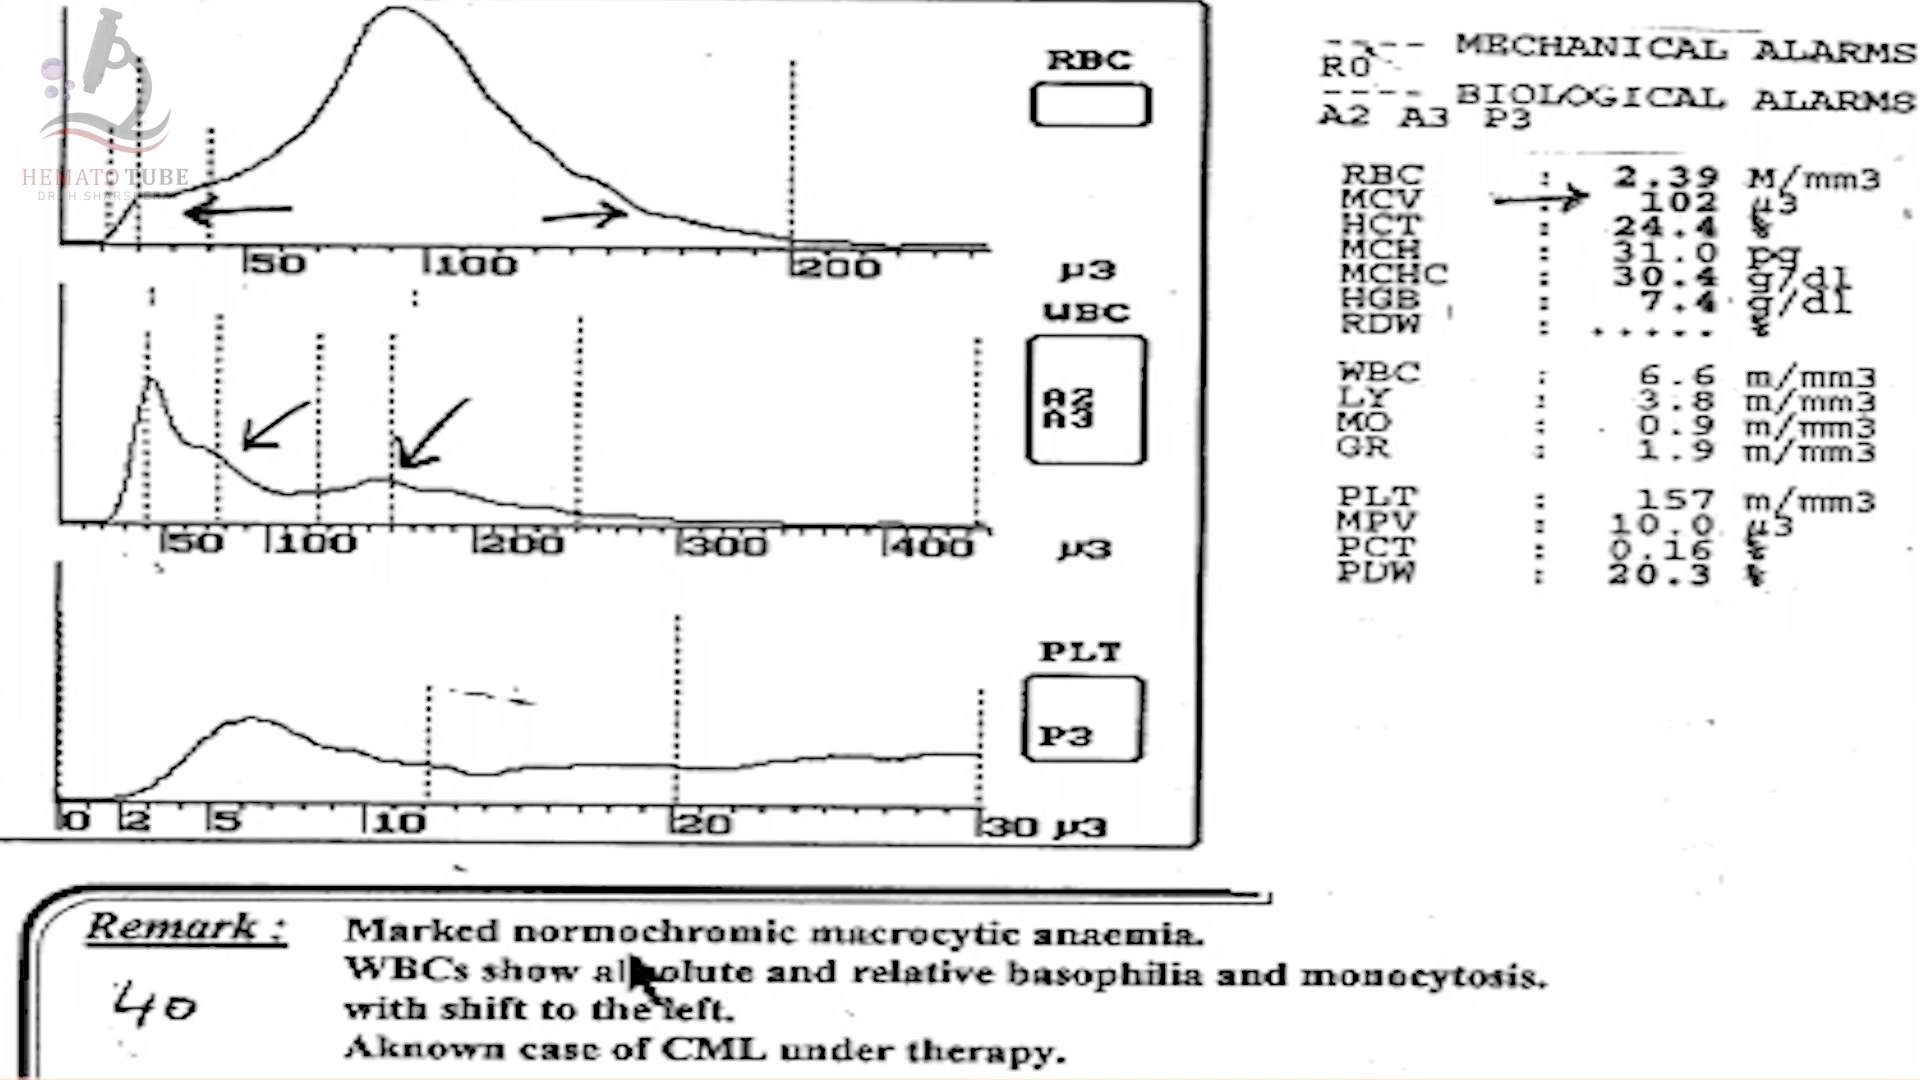 HEMATO TUBE
RBC
50 100 200 µ3
WBC
A2
A3
50 100 200 300 400 µ3
PLT
P3
0 2 5 10 20 30 µ3
---- MECHANICAL ALARMS
R0
---- BIOLOGICAL ALARMS
A2 A3 P3
RBC : 2.39 M/mm3
MCV : 102 µ3
HCT : 24.4 %
MCH : 31.0 pg
MCHC : 30.4 g/dl
HGB : 7.4 g/dl
RDW : ..... %
WBC : 6.6 m/mm3
LY : 3.8 m/mm3
MO : 0.9 m/mm3
GR : 1.9 m/mm3
PLT : 157 m/mm3
MPV : 10.0 µ3
PCT : 0.16 %
PDW : 20.3 %
Remark :
Marked normochromic macrocytic anaemia.
WBCs show absolute and relative basophilia and monocytosis.
with shift to the left.
Aknown case of CML under therapy.
40